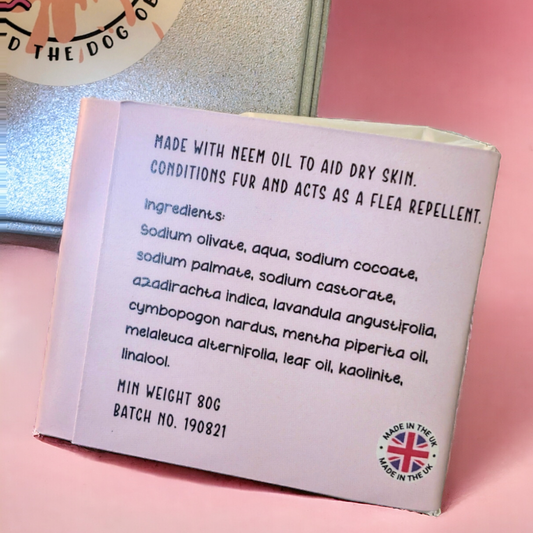 D THE DOG OB
MADE WITH NEEM OIL TO AID DRY SKIN.
CONDITIONS FUR AND ACTS AS A FLEA REPELLENT.
Ingredients:
Sodium olivate, aqua, sodium cocoate,
sodium palmate, sodium castorate,
azadirachta indica, lavandula angustifolia,
cymbopogon nardus, mentha piperita oil,
melaleuca alternifolla, leaf oil, kaolinite,
linalool.
MIN WEIGHT 80G
BATCH NO. 190821
MADE IN THE UK
MADE IN THE UK